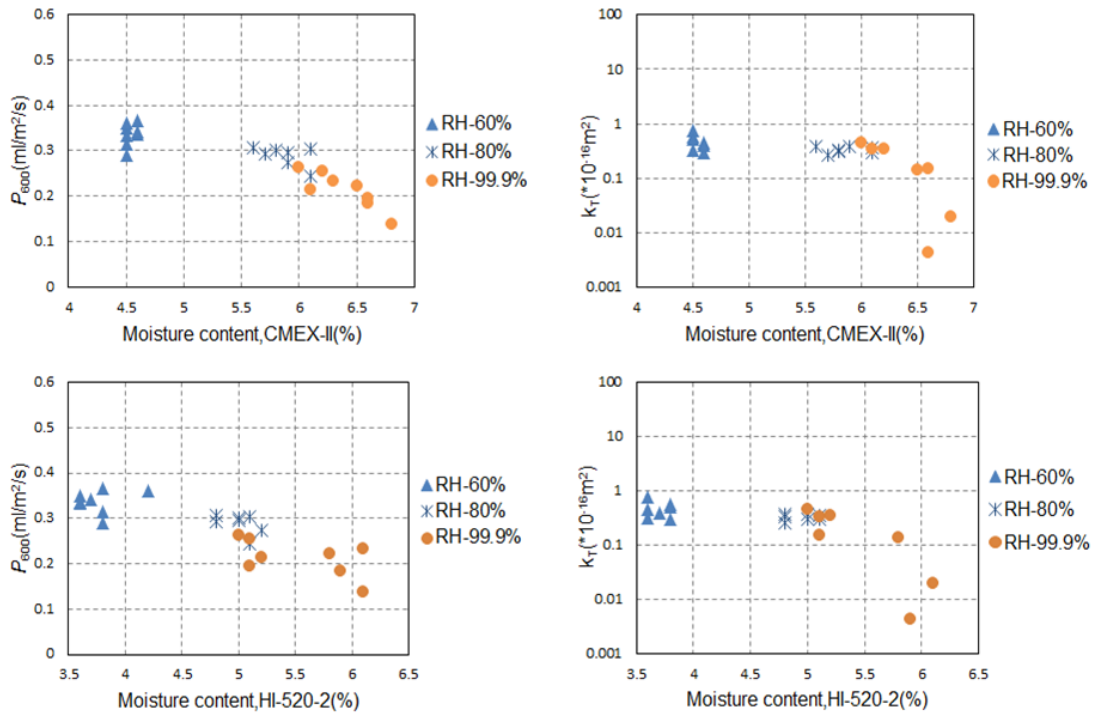 0.6
0.5
0.4
0.3
0.2
0.1
0
P600(ml/m²/s)
4 4.5 5 5.5 6 6.5 7
Moisture content,CMEX-II(%)
RH-60%
RH-80%
RH-99.9%
100
10
1
0.1
0.01
0.001
kT(*10⁻¹⁶m²)
4 4.5 5 5.5 6 6.5 7
Moisture content,CMEX-II(%)
RH-60%
RH-80%
RH-99.9%
0.6
0.5
0.4
0.3
0.2
0.1
0
P600(ml/m²/s)
3.5 4 4.5 5 5.5 6 6.5
Moisture content,HI-520-2(%)
RH-60%
RH-80%
RH-99.9%
100
10
1
0.1
0.01
0.001
kT(*10⁻¹⁶m²)
3.5 4 4.5 5 5.5 6 6.5
Moisture content,HI-520-2(%)
RH-60%
RH-80%
RH-99.9%